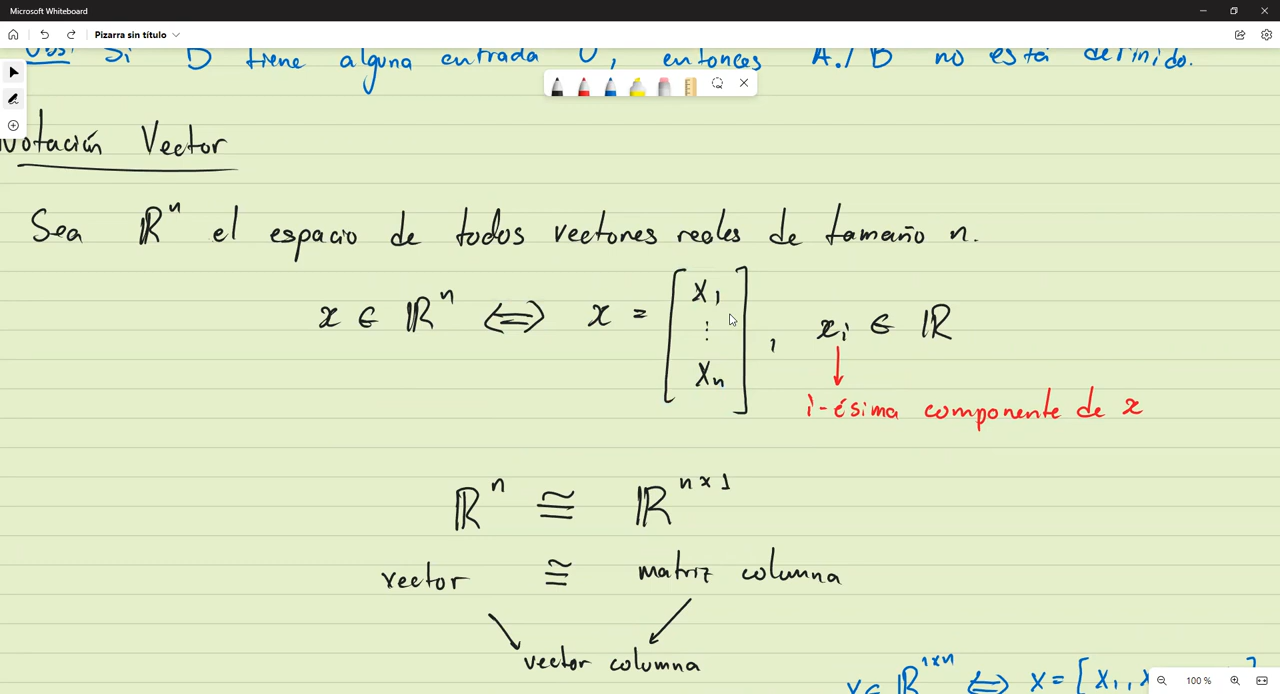 Microsoft Whiteboard
Pizarra sin título
Obs: Si D tiene alguna entrada 0, entonces A./B no está definido.
Notación Vector
Sea ℝⁿ el espacio de todos vectores reales de tamaño n.
x ∈ ℝⁿ ⟺ x = [x₁ ⋮ xₙ], xᵢ ∈ ℝ
i-ésima componente de x
ℝⁿ ≅ ℝⁿˣ¹
vector ≅ matriz columna
vector columna
x ∈ ℝ¹ˣⁿ ⟺ x = [x₁, x
100 %